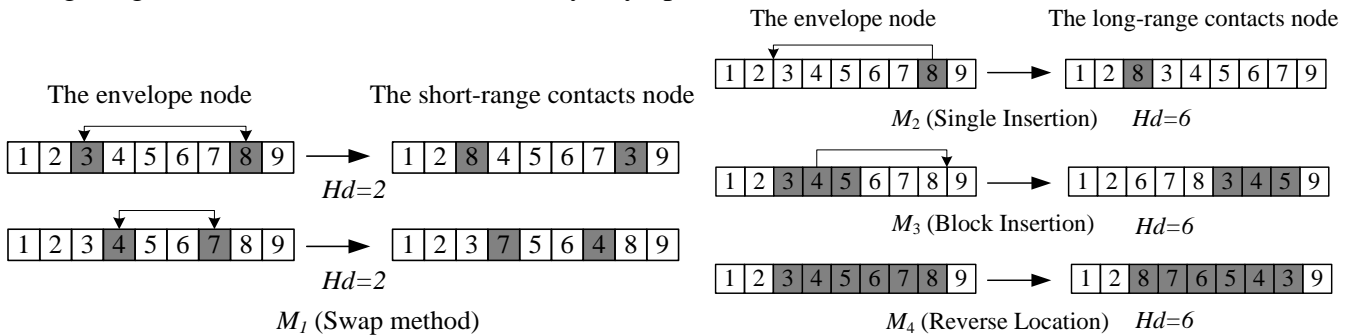 The envelope node The short-range contacts node
1 2 3 4 5 6 7 8 9 1 2 8 4 5 6 7 3 9
Hd=2
1 2 3 4 5 6 7 8 9 1 2 3 7 5 6 4 8 9
Hd=2
M1 (Swap method)
The envelope node The long-range contacts node
1 2 3 4 5 6 7 8 9 1 2 8 3 4 5 6 7 9
M2 (Single Insertion) Hd=6
1 2 3 4 5 6 7 8 9 1 2 6 7 8 3 4 5 9
M3 (Block Insertion) Hd=6
1 2 3 4 5 6 7 8 9 1 2 8 7 6 5 4 3 9
M4 (Reverse Location) Hd=6